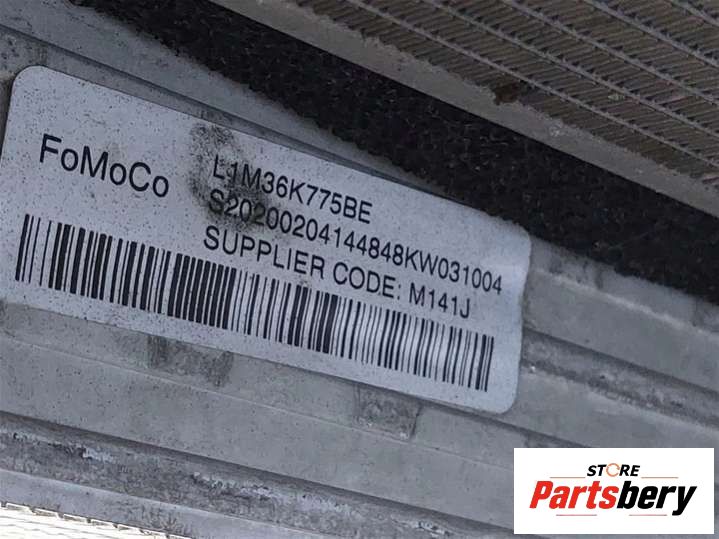 FoMoCo
L1M36K775BE
S20200204144848KW031004
SUPPLIER CODE: M141J
STORE
Partsbery